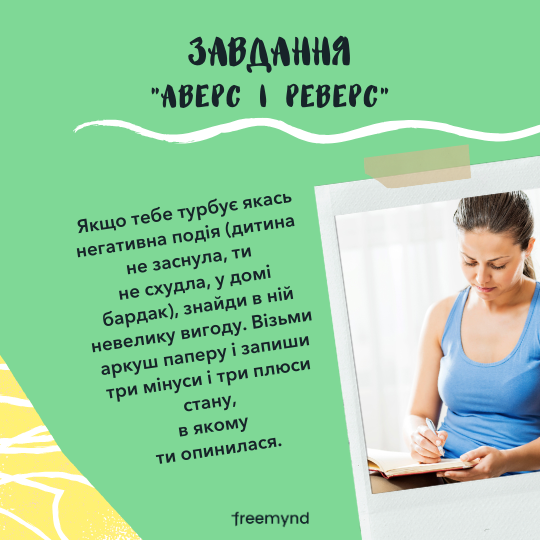 ЗАВДАННЯ
"АВЕРС І РЕВЕРС"
Якщо тебе турбує якась
негативна подія (дитина
не заснула, ти
не схудла, у домі
бардак), знайди в ній
невелику вигоду. Візьми
аркуш паперу і запиши
три мінуси і три плюси
стану,
в якому
ти опинилася.
freemynd